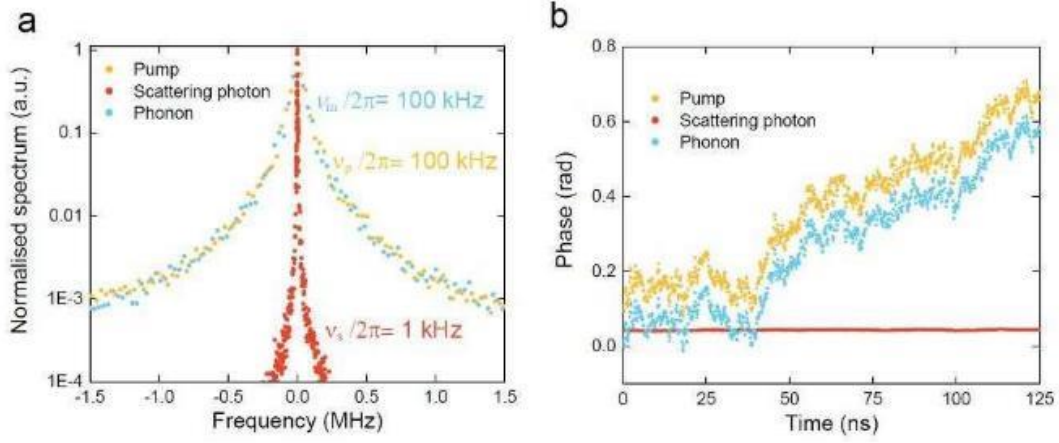 a
Normalised spectrum (a.u.)
1
0.1
0.01
1E-3
1E-4
Pump
Scattering photon
Phonon
νm/2π= 100 kHz
νp/2π= 100 kHz
νs/2π= 1 kHz
-1.5 -1.0 -0.5 0.0 0.5 1.0 1.5
Frequency (MHz)
b
Phase (rad)
0.8
0.6
0.4
0.2
0.0
Pump
Scattering photon
Phonon
0 25 50 75 100 125
Time (ns)